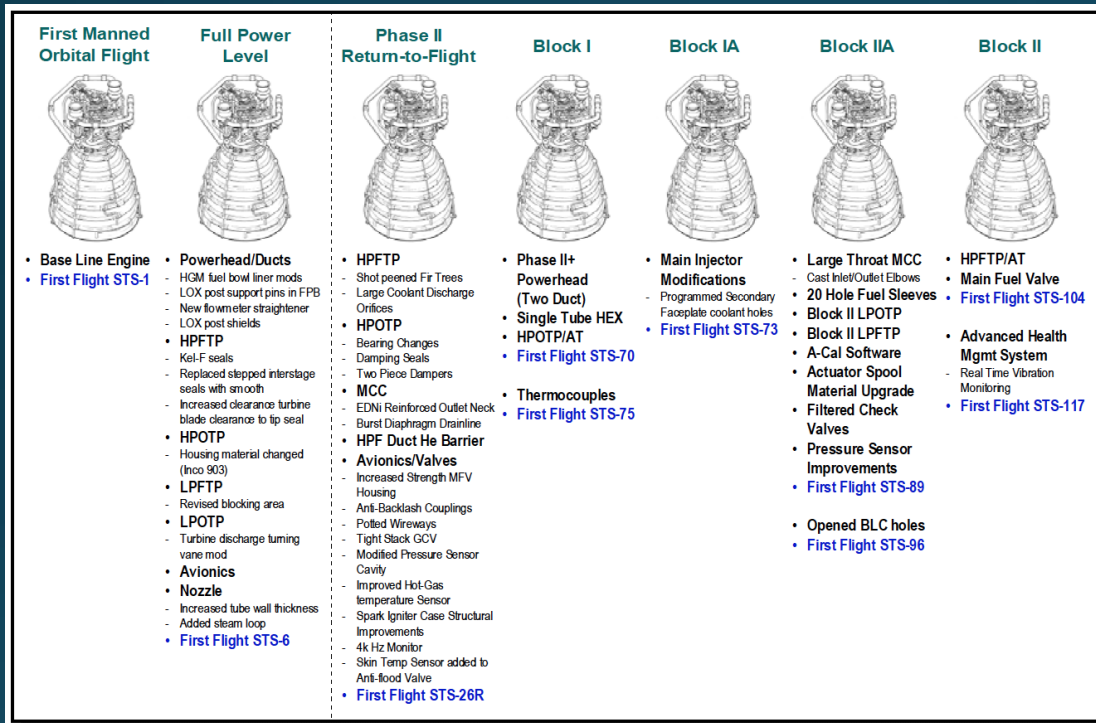 First Manned
Orbital Flight
• Base Line Engine
• First Flight STS-1
Full Power
Level
• Powerhead/Ducts
- HGM fuel bowl liner mods
- LOX post support pins in FPB
- New flowmeter straightener
- LOX post shields
• HPFTP
- Kel-F seals
- Replaced stepped interstage
seals with smooth
- Increased clearance turbine
blade clearance to tip seal
• HPOTP
- Housing material changed
(Inco 903)
• LPFTP
- Revised blocking area
• LPOTP
- Turbine discharge turning
vane mod
• Avionics
• Nozzle
- Increased tube wall thickness
- Added steam loop
• First Flight STS-6
Phase II
Return-to-Flight
• HPFTP
- Shot peened Fir Trees
- Large Coolant Discharge
Orifices
• HPOTP
- Bearing Changes
- Damping Seals
- Two Piece Dampers
• MCC
- EDNi Reinforced Outlet Neck
- Burst Diaphragm Drainline
• HPF Duct He Barrier
• Avionics/Valves
- Increased Strength MFV
Housing
- Anti-Backlash Couplings
- Potted Wireways
- Tight Stack GCV
- Modified Pressure Sensor
Cavity
- Improved Hot-Gas
temperature Sensor
- Spark Igniter Case Structural
Improvements
- 4k Hz Monitor
- Skin Temp Sensor added to
Anti-flood Valve
• First Flight STS-26R
Block I
• Phase II+
Powerhead
(Two Duct)
• Single Tube HEX
• HPOTP/AT
• First Flight STS-70
• Thermocouples
• First Flight STS-75
Block IA
• Main Injector
Modifications
- Programmed Secondary
Faceplate coolant holes
• First Flight STS-73
Block IIA
• Large Throat MCC
- Cast Inlet/Outlet Elbows
• 20 Hole Fuel Sleeves
• Block II LPOTP
• Block II LPFTP
• A-Cal Software
• Actuator Spool
Material Upgrade
• Filtered Check
Valves
• Pressure Sensor
Improvements
• First Flight STS-89
• Opened BLC holes
• First Flight STS-96
Block II
• HPFTP/AT
• Main Fuel Valve
• First Flight STS-104
• Advanced Health
Mgmt System
- Real Time Vibration
Monitoring
• First Flight STS-117